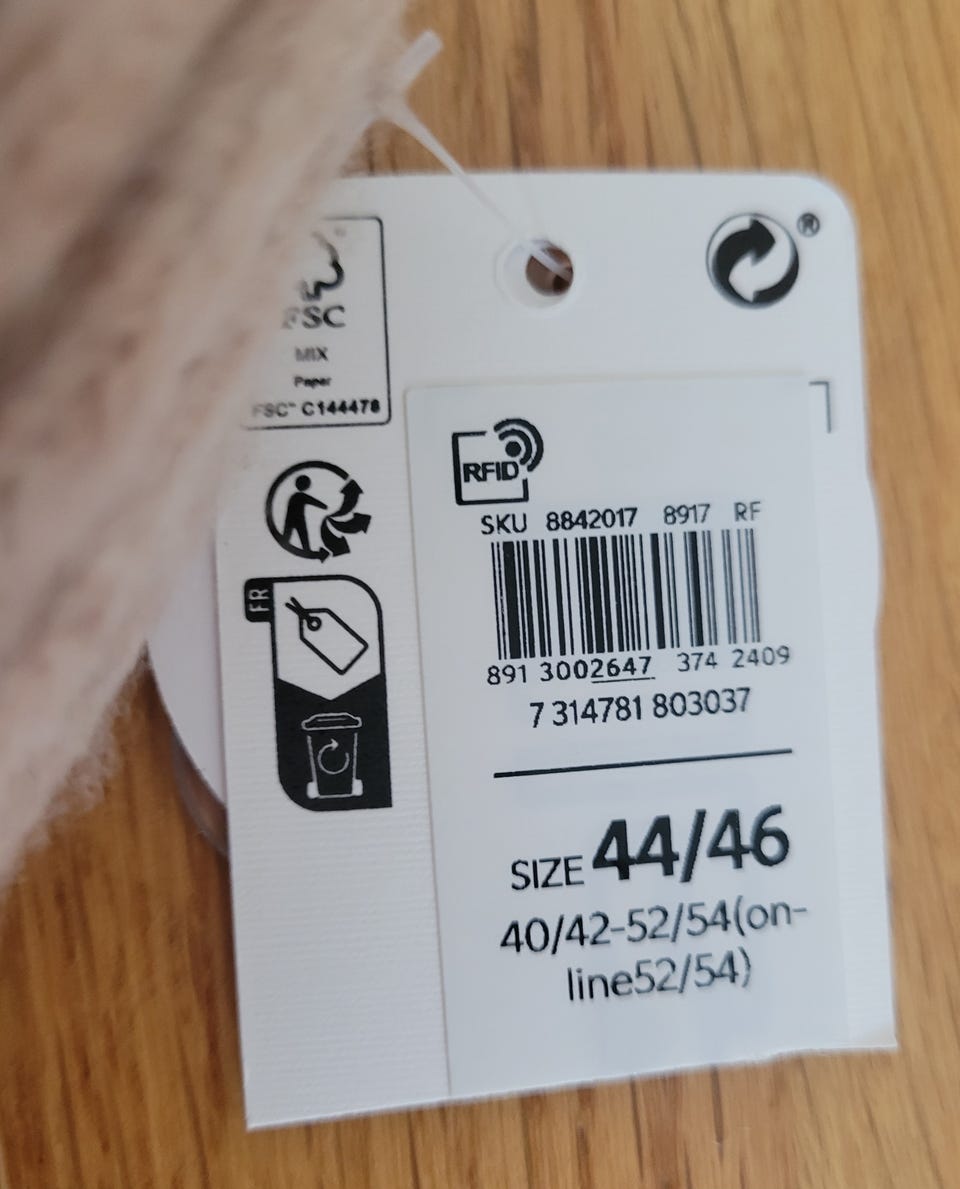 ®
FSC
MIX
Paper
FSC™ C144478
FR
RFID
SKU 8842017 8917 RF
891 3002647 374 2409
7 314781 803037
SIZE 44/46
40/42-52/54(on-
line52/54)